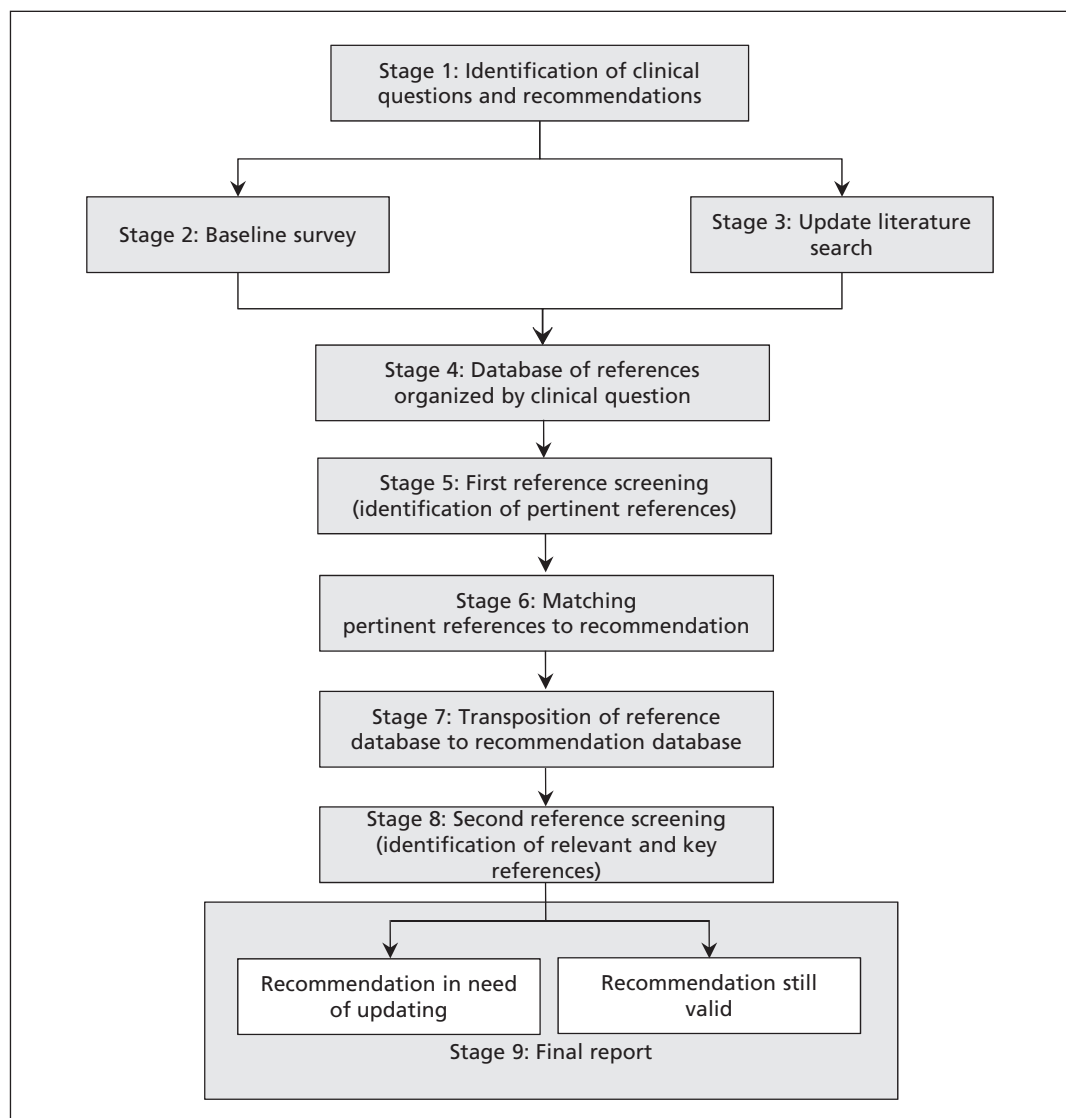 Stage 1: Identification of clinical
questions and recommendations
Stage 2: Baseline survey
Stage 3: Update literature
search
Stage 4: Database of references
organized by clinical question
Stage 5: First reference screening
(identification of pertinent references)
Stage 6: Matching
pertinent references to recommendation
Stage 7: Transposition of reference
database to recommendation database
Stage 8: Second reference screening
(identification of relevant and key
references)
Recommendation in need
of updating
Recommendation still
valid
Stage 9: Final report